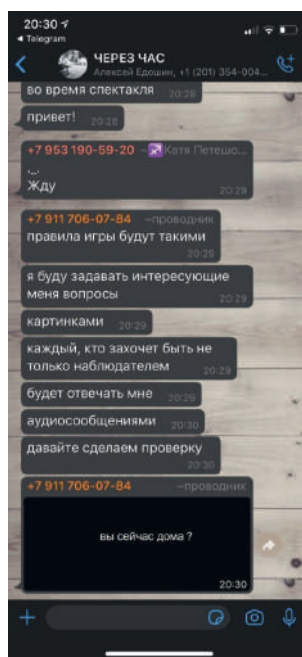 20:30
Telegram
ЧЕРЕЗ ЧАС
Алексей Едошин, +1 (201) 354-004...
во время спектакля 20:28
привет! 20:28
+7 953 190-59-20 ~♐Катя Петешо...
._.
Жду
20:29
+7 911 706-07-84 ~проводник
правила игры будут такими
20:29
я буду задавать интересующие
меня вопросы 20:29
картинками 20:29
каждый, кто захочет быть не
только наблюдателем 20:29
будет отвечать мне 20:29
аудиосообщениями 20:30
давайте сделаем проверку
20:30
+7 911 706-07-84 ~проводник
вы сейчас дома ?
20:30